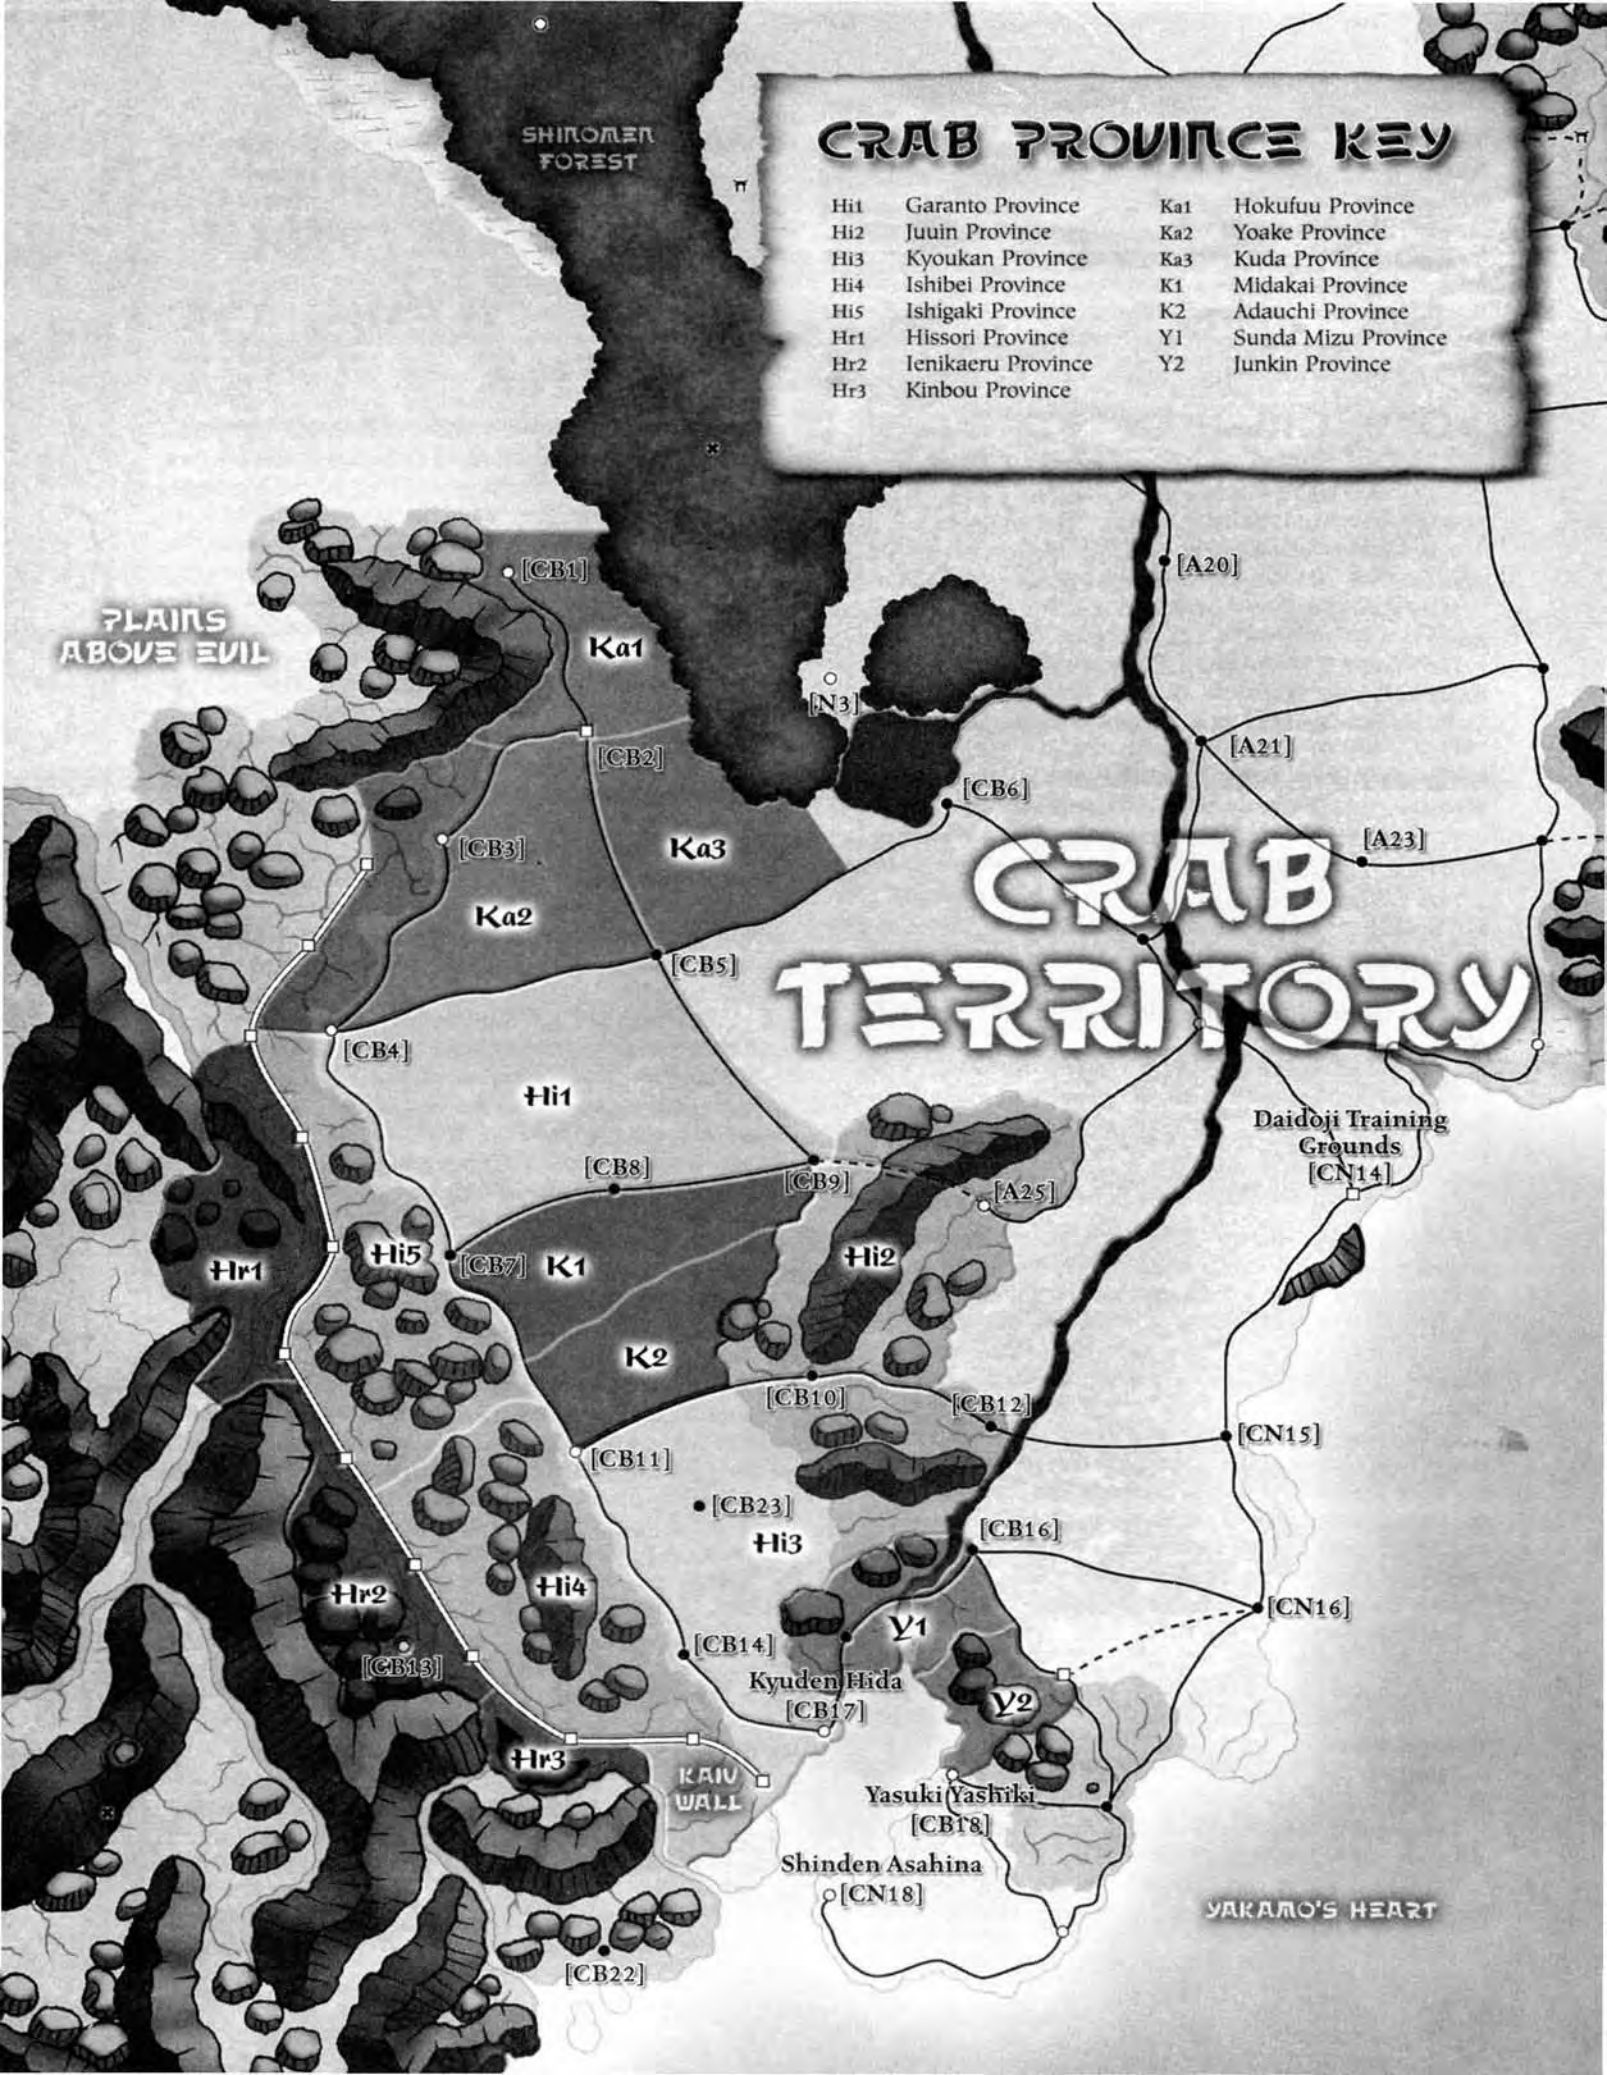 SHINOMEN
FOREST
CRAB PROVINCE KEY
Hi1 Garanto Province
Hi2 Juuin Province
Hi3 Kyoukan Province
Hi4 Ishibei Province
Hi5 Ishigaki Province
Hr1 Hissori Province
Hr2 Ienikaeru Province
Hr3 Kinbou Province
Ka1 Hokufuu Province
Ka2 Yoake Province
Ka3 Kuda Province
K1 Midakai Province
K2 Adauchi Province
Y1 Sunda Mizu Province
Y2 Junkin Province
[CB1]
[A20]
PLAINS
ABOVE EVIL
Ka1
[N3]
[CB2]
[A21]
[CB6]
[CB3]
Ka3
[A23]
CRAB
TERRITORY
Ka2
[CB5]
[CB4]
Hi1
Daidoji Training
Grounds
[CN14]
[CB8]
[CB9]
[A25]
Hr1
Hi5
[CB7]
K1
Hi2
K2
[CB10]
[CB12]
[CN15]
[CB11]
[CB23]
Hi3
[CB16]
Hr2
Hi4
Y1
[CN16]
[CB13]
[CB14]
Kyuden Hida
[CB17]
Y2
Hr3
KAIU
WALL
Yasuki Yashiki
[CB18]
Shinden Asahina
[CN18]
YAKAMO'S HEART
[CB22]